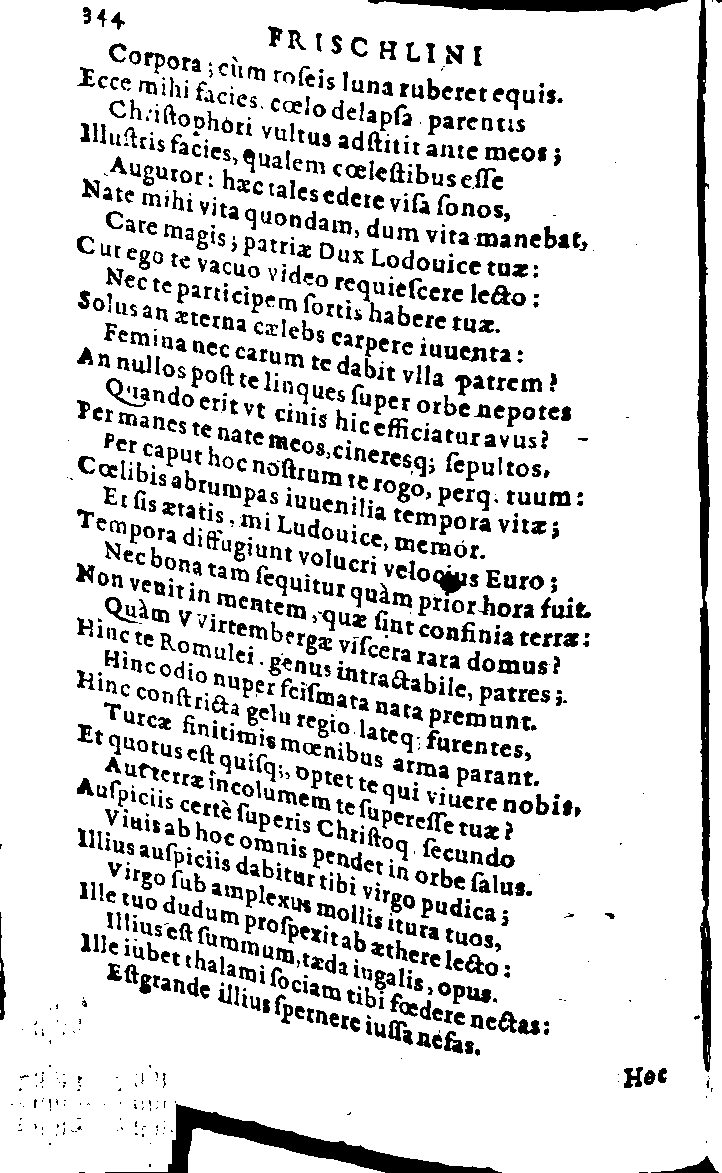 344
FRISCHLINI
Corpora; cùm roſeis luna ruberet equis.
Ecce mihi facies. cœlo delapſa parentis
Chriſtophori vultus adſtitit ante meos;
Illuſtris facies, qualem cœleſtibus eſſe
Auguror: hæc tales edere viſa ſonos,
Nate mihi vita quondam, dum vita manebat,
Care magis; patriæ Dux Lodouice tuæ:
Cur ego te vacuo video requieſcere lecto:
Nec te participem ſortis habere tuæ.
Solus an æterna cælebs carpere iuuenta:
Femina nec carum te dabit vlla patrem?
An nullos poſt te linques ſuper orbe nepotes
Quando erit vt cinis hic efficiatur avus?
Per manes te nate meos, cineresq; ſepultos,
Per caput hoc noſtrum te rogo, perq. tuum:
Cœlibis abrumpas iuuenilia tempora vitæ;
Et ſis ætatis, mi Ludouice, memor.
Tempora diffugiunt volucri velocius Euro;
Nec bona tam ſequitur quàm prior hora fuit.
Non venit in mentem, quæ ſint confinia terræ:
Quàm VVirtembergæ viſcera rara domus?
Hinc te Romulei. genus intractabile, patres;
Hinc odio nuper ſciſmata nata premunt.
Hinc conſtricta gelu regio lateq; furentes,
Turcæ finitimis mœnibus arma parant.
Et quotus eſt quiſq;, optet te qui viuere nobis,
Aut terræ incolumem te ſupereſſe tuæ?
Auſpiciis certè ſuperis Chriſtoq. ſecundo
Viuis ab hoc omnis pendet in orbe ſalus.
Illius auſpiciis dabitur tibi virgo pudica;
Virgo ſub amplexus mollis itura tuos,
Ille tuo dudum proſpexit ab æthere lecto:
Illius eſt ſummum, tæda iugalis, opus.
Ille iubet thalami ſociam tibi fœdere nectas:
Eſt grande illius ſpernere iuſſa nefas.
Hoc